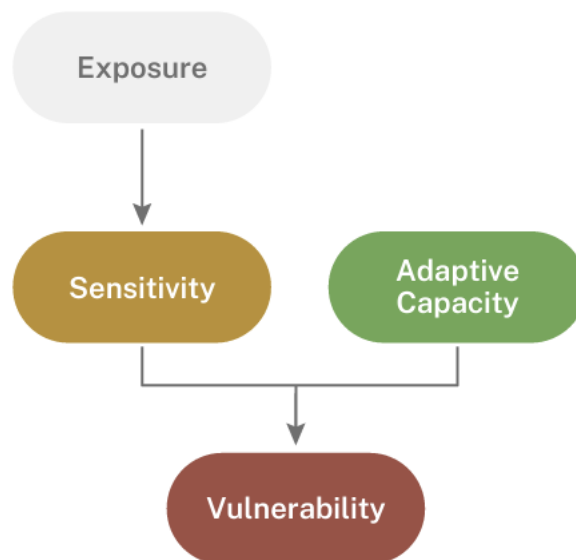 Exposure
Sensitivity
Adaptive
Capacity
Vulnerability